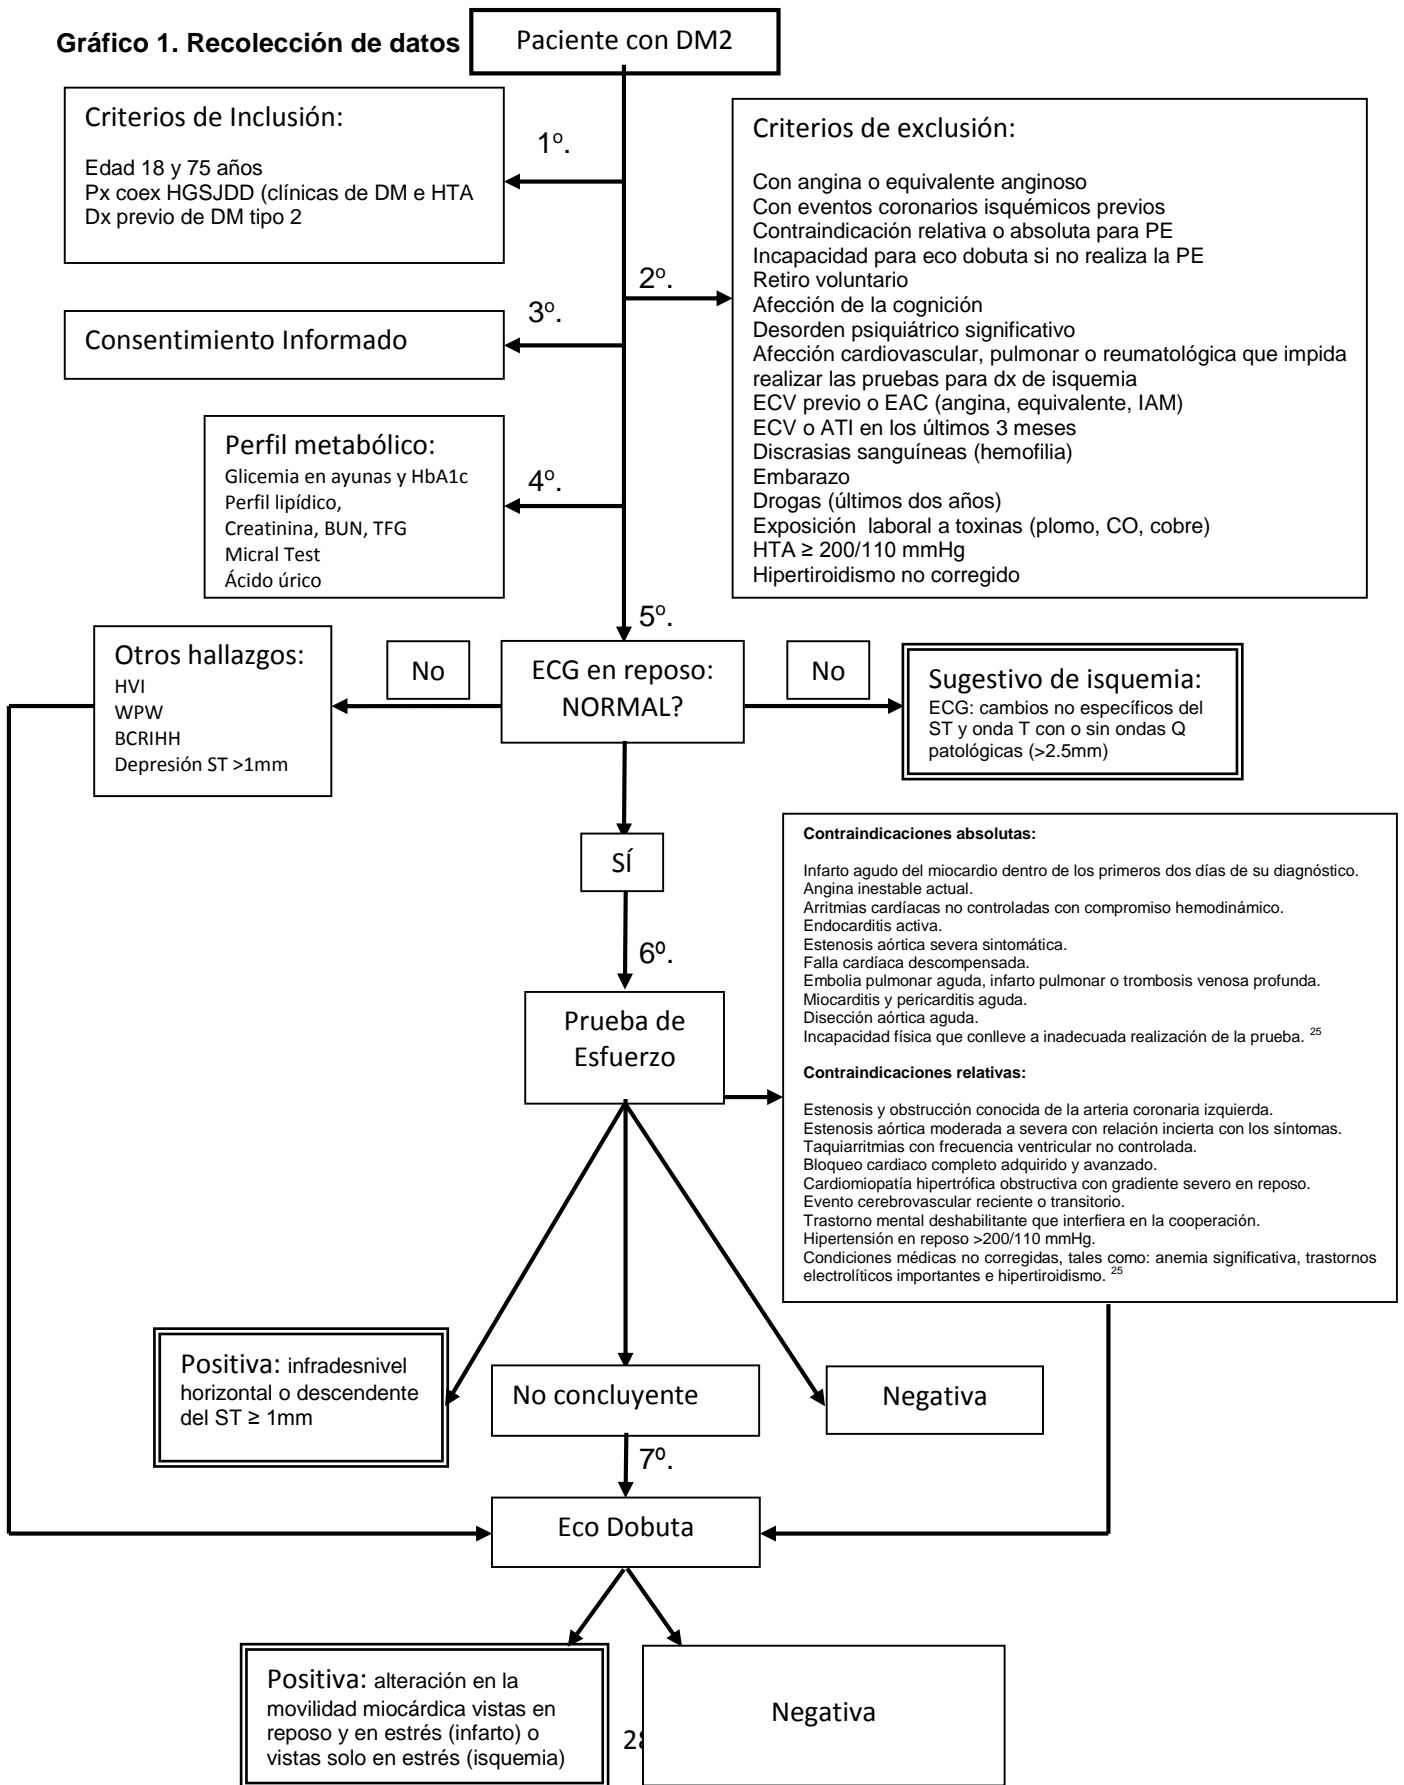 Gráfico 1. Recolección de datos
Paciente con DM2
Criterios de Inclusión:
Edad 18 y 75 años
Px coex HGSJDD (clínicas de DM e HTA
Dx previo de DM tipo 2
1º.
Criterios de exclusión:
Con angina o equivalente anginoso
Con eventos coronarios isquémicos previos
Contraindicación relativa o absoluta para PE
Incapacidad para eco dobuta si no realiza la PE
Retiro voluntario
Afección de la cognición
Desorden psiquiátrico significativo
Afección cardiovascular, pulmonar o reumatológica que impida
realizar las pruebas para dx de isquemia
ECV previo o EAC (angina, equivalente, IAM)
ECV o ATI en los últimos 3 meses
Discrasias sanguíneas (hemofilia)
Embarazo
Drogas (últimos dos años)
Exposición  laboral a toxinas (plomo, CO, cobre)
HTA ≥ 200/110 mmHg
Hipertiroidismo no corregido
2º.
3º.
Consentimiento Informado
Perfil metabólico:
Glicemia en ayunas y HbA1c
Perfil lipídico,
Creatinina, BUN, TFG
Micral Test
Ácido úrico
4º.
5º.
Otros hallazgos:
HVI
WPW
BCRIHH
Depresión ST >1mm
No
ECG en reposo:
NORMAL?
No
Sugestivo de isquemia:
ECG: cambios no específicos del
ST y onda T con o sin ondas Q
patológicas (>2.5mm)
SÍ
6º.
Prueba de
Esfuerzo
Contraindicaciones absolutas:
Infarto agudo del miocardio dentro de los primeros dos días de su diagnóstico.
Angina inestable actual.
Arritmias cardíacas no controladas con compromiso hemodinámico.
Endocarditis activa.
Estenosis aórtica severa sintomática.
Falla cardíaca descompensada.
Embolia pulmonar aguda, infarto pulmonar o trombosis venosa profunda.
Miocarditis y pericarditis aguda.
Disección aórtica aguda.
Incapacidad física que conlleve a inadecuada realización de la prueba. 25
Contraindicaciones relativas:
Estenosis y obstrucción conocida de la arteria coronaria izquierda.
Estenosis aórtica moderada a severa con relación incierta con los síntomas.
Taquiarritmias con frecuencia ventricular no controlada.
Bloqueo cardiaco completo adquirido y avanzado.
Cardiomiopatía hipertrófica obstructiva con gradiente severo en reposo.
Evento cerebrovascular reciente o transitorio.
Trastorno mental deshabilitante que interfiera en la cooperación.
Hipertensión en reposo >200/110 mmHg.
Condiciones médicas no corregidas, tales como: anemia significativa, trastornos
electrolíticos importantes e hipertiroidismo. 25
Positiva: infradesnivel
horizontal o descendente
del ST ≥ 1mm
No concluyente
Negativa
7º.
Eco Dobuta
Positiva: alteración en la
movilidad miocárdica vistas en
reposo y en estrés (infarto) o
vistas solo en estrés (isquemia)
Negativa